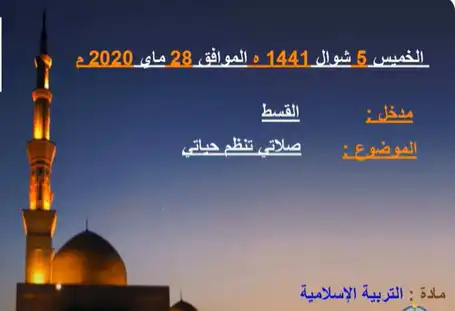 الخميس 5 شوال 1441 ه الموافق 28 ماي 2020 م
مدخل : القسط
الموضوع : صلاتي تنظم حياتي
مادة : التربية الإسلامية